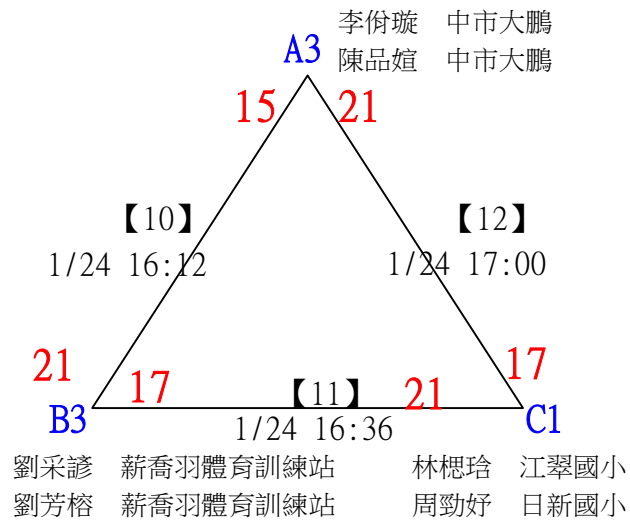 李佾璇 中市大鵬
A3 陳品媗 中市大鵬
15 21
【10】 【12】
1/24 16:12 1/24 17:00
21 17 【11】 21 17
B3 1/24 16:36 C1
劉采諺 薪喬羽體育訓練站 林楒琀 江翠國小
劉芳榕 薪喬羽體育訓練站 周勁妤 日新國小